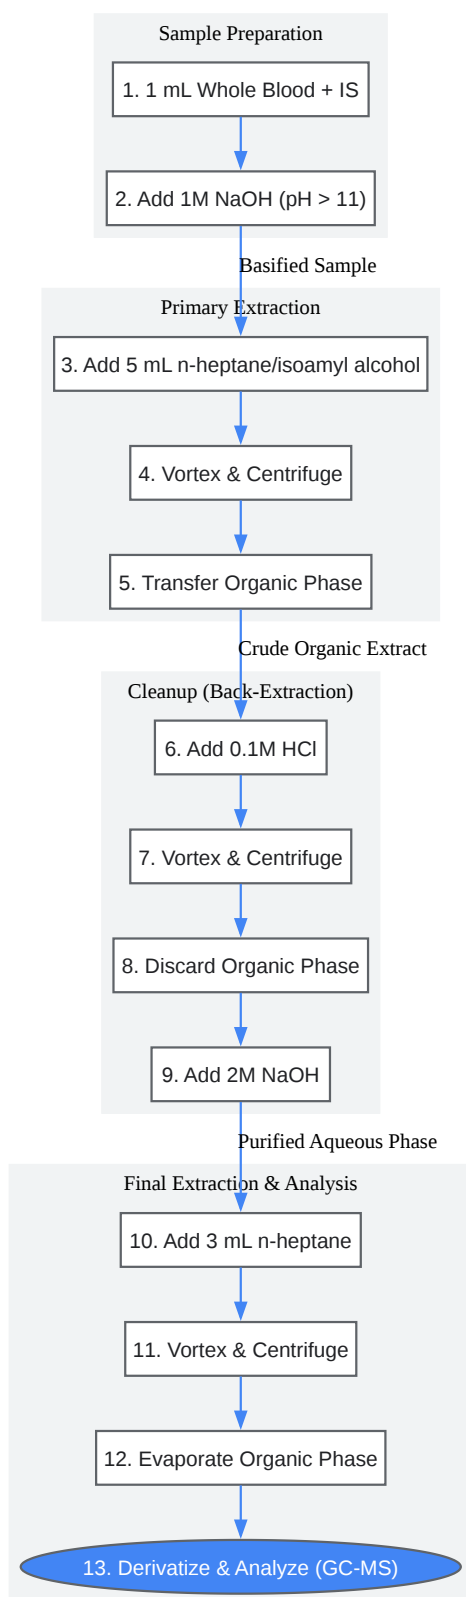 Sample Preparation
1. 1 mL Whole Blood + IS
2. Add 1M NaOH (pH > 11)
Basified Sample
Primary Extraction
3. Add 5 mL n-heptane/isoamyl alcohol
4. Vortex & Centrifuge
5. Transfer Organic Phase
Crude Organic Extract
Cleanup (Back-Extraction)
6. Add 0.1M HCl
7. Vortex & Centrifuge
8. Discard Organic Phase
9. Add 2M NaOH
Purified Aqueous Phase
Final Extraction & Analysis
10. Add 3 mL n-heptane
11. Vortex & Centrifuge
12. Evaporate Organic Phase
13. Derivatize & Analyze (GC-MS)